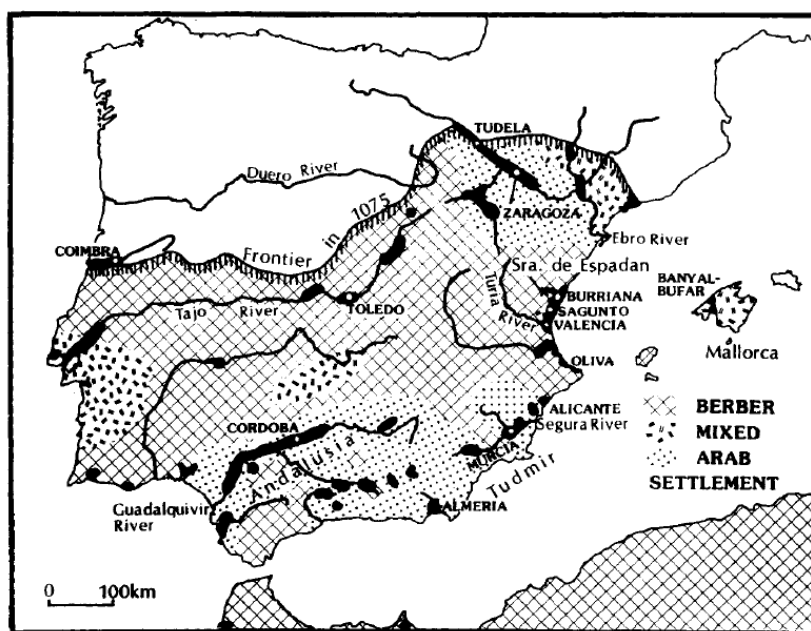 TUDELA
Duero River
ZARAGOZA
COIMBRA
Frontier in 1075
Ebro River
Sra. de Espadan
BANYAL-
BUFAR
Turia
River
BURRIANA
SAGUNTO
VALENCIA
Tajo River
TOLEDO
Mallorca
OLIVA
ALICANTE
Segura River
CORDOBA
MURCIA
Andalusia
Tudmir
Guadalquivir
River
ALMERIA
BERBER
MIXED
ARAB
SETTLEMENT
0 100km